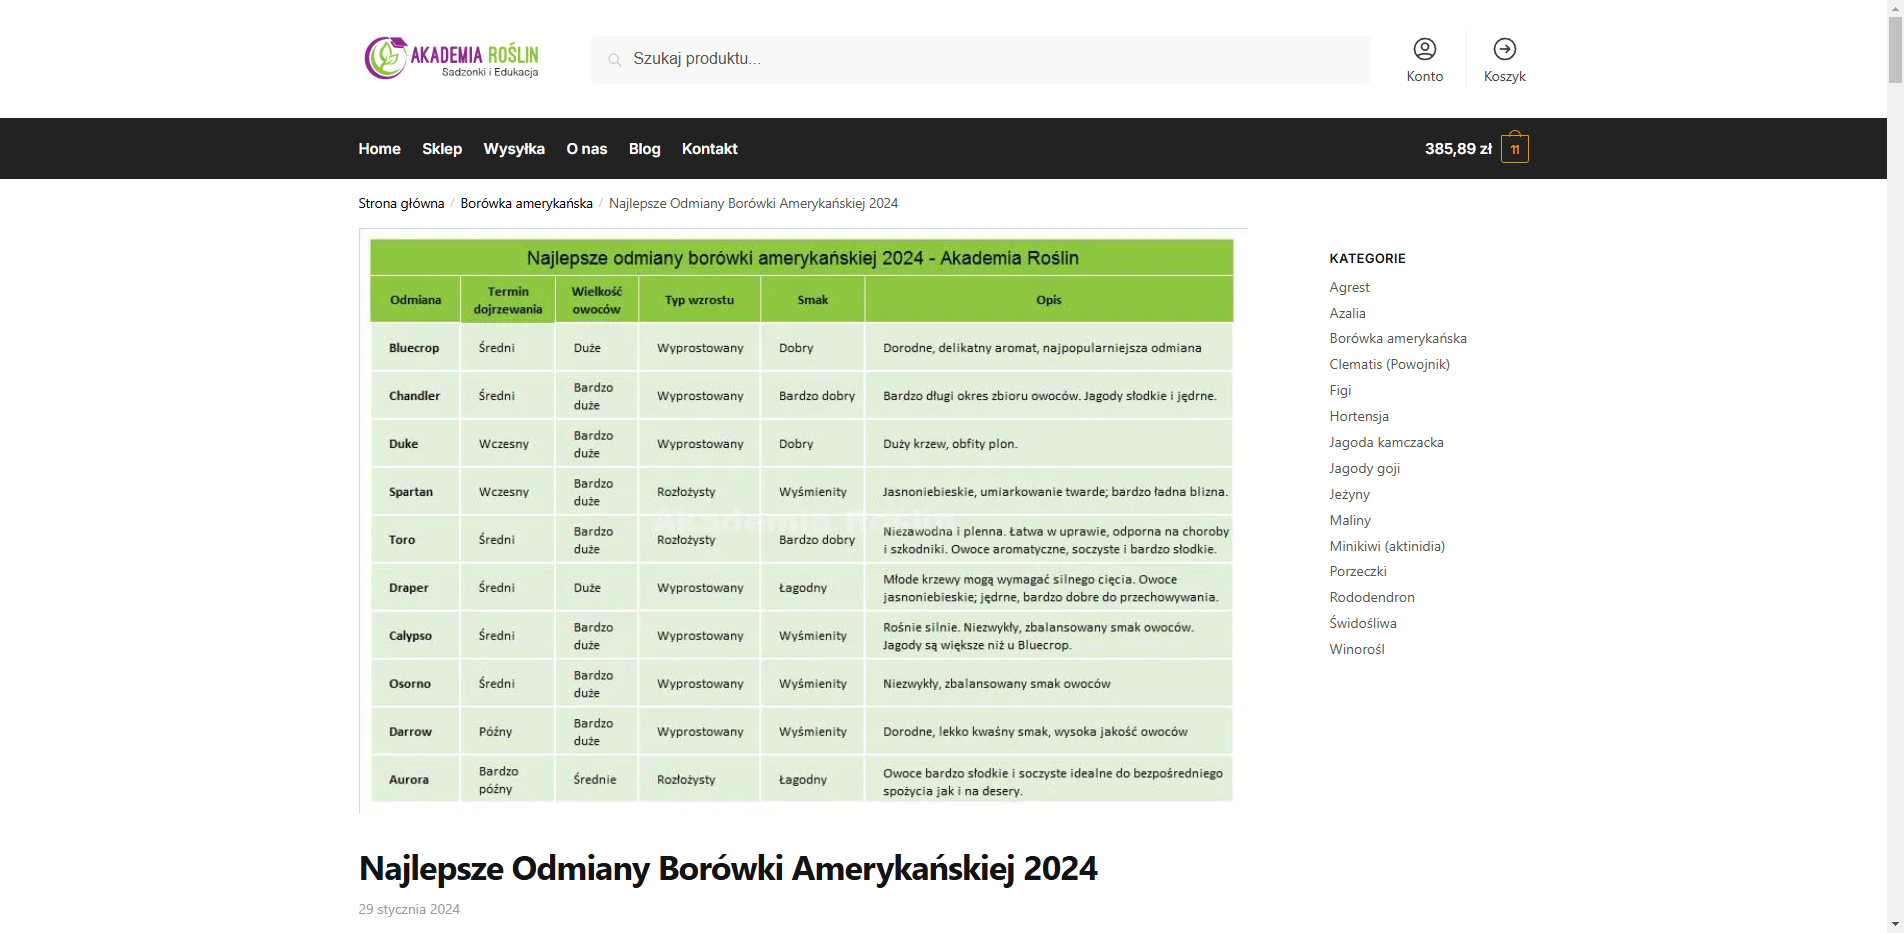 AKADEMIA ROŚLIN
Sadzonki i Edukacja
Szukaj produktu...
Konto
Koszyk
Home Sklep Wysyłka O nas Blog Kontakt
385,89 zł 11
Strona główna / Borówka amerykańska / Najlepsze Odmiany Borówki Amerykańskiej 2024
Najlepsze odmiany borówki amerykańskiej 2024 - Akademia Roślin
Odmiana Termin dojrzewania Wielkość owoców Typ wzrostu Smak Opis
Bluecrop Średni Duże Wyprostowany Dobry Dorodne, delikatny aromat, najpopularniejsza odmiana
Chandler Średni Bardzo duże Wyprostowany Bardzo dobry Bardzo długi okres zbioru owoców. Jagody słodkie i jędrne.
Duke Wczesny Bardzo duże Wyprostowany Dobry Duży krzew, obfity plon.
Spartan Wczesny Bardzo duże Rozłożysty Wyśmienity Jasnoniebieskie, umiarkowanie twarde; bardzo ładna blizna.
Akademia Roślin
Toro Średni Bardzo duże Rozłożysty Bardzo dobry Niezawodna i plenna. Łatwa w uprawie, odporna na choroby
i szkodniki. Owoce aromatyczne, soczyste i bardzo słodkie.
Draper Średni Duże Wyprostowany Łagodny Młode krzewy mogą wymagać silnego cięcia. Owoce
jasnoniebieskie; jędrne, bardzo dobre do przechowywania.
Calypso Średni Bardzo duże Wyprostowany Wyśmienity Rośnie silnie. Niezwykły, zbalansowany smak owoców.
Jagody są większe niż u Bluecrop.
Osorno Średni Bardzo duże Wyprostowany Wyśmienity Niezwykły, zbalansowany smak owoców
Darrow Późny Bardzo duże Wyprostowany Wyśmienity Dorodne, lekko kwaśny smak, wysoka jakość owoców
Aurora Bardzo późny Średnie Rozłożysty Łagodny Owoce bardzo słodkie i soczyste idealne do bezpośredniego
spożycia jak i na desery.
Najlepsze Odmiany Borówki Amerykańskiej 2024
29 stycznia 2024
KATEGORIE
Agrest
Azalia
Borówka amerykańska
Clematis (Powojnik)
Figi
Hortensja
Jagoda kamczacka
Jagody goji
Jeżyny
Maliny
Minikiwi (aktinidia)
Porzeczki
Rododendron
Świdośliwa
Winorośl